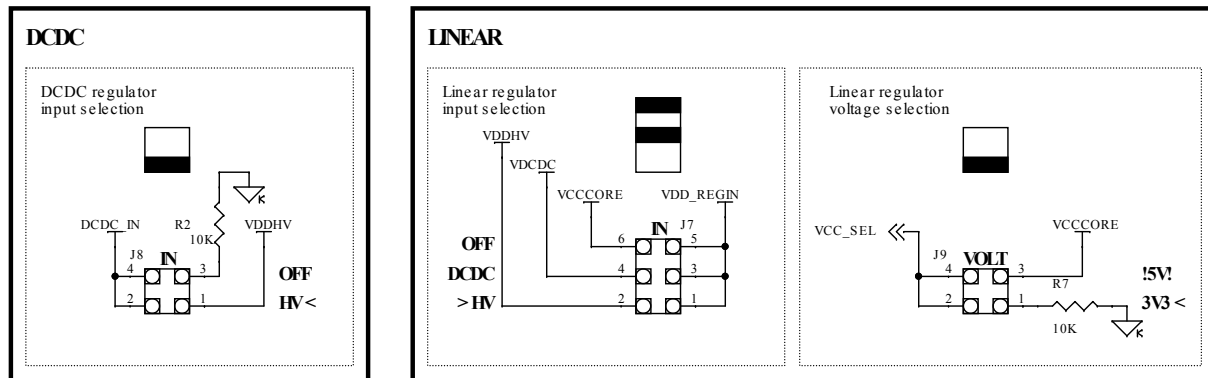 DCDC
DCDC regulator
input selection
DCDC_IN
R2
10K
VDDHV
J8
IN
4
3
OFF
2
1
HV <
LINEAR
Linear regulator
input selection
VDDHV
VDCDC
VCCCORE
VDD_REGIN
IN
J7
OFF
6
5
DCDC
4
3
> HV
2
1
Linear regulator
voltage selection
VCC_SEL
VCCCORE
J9
VOLT
4
3
!5V!
R7
2
1
3V3 <
10K